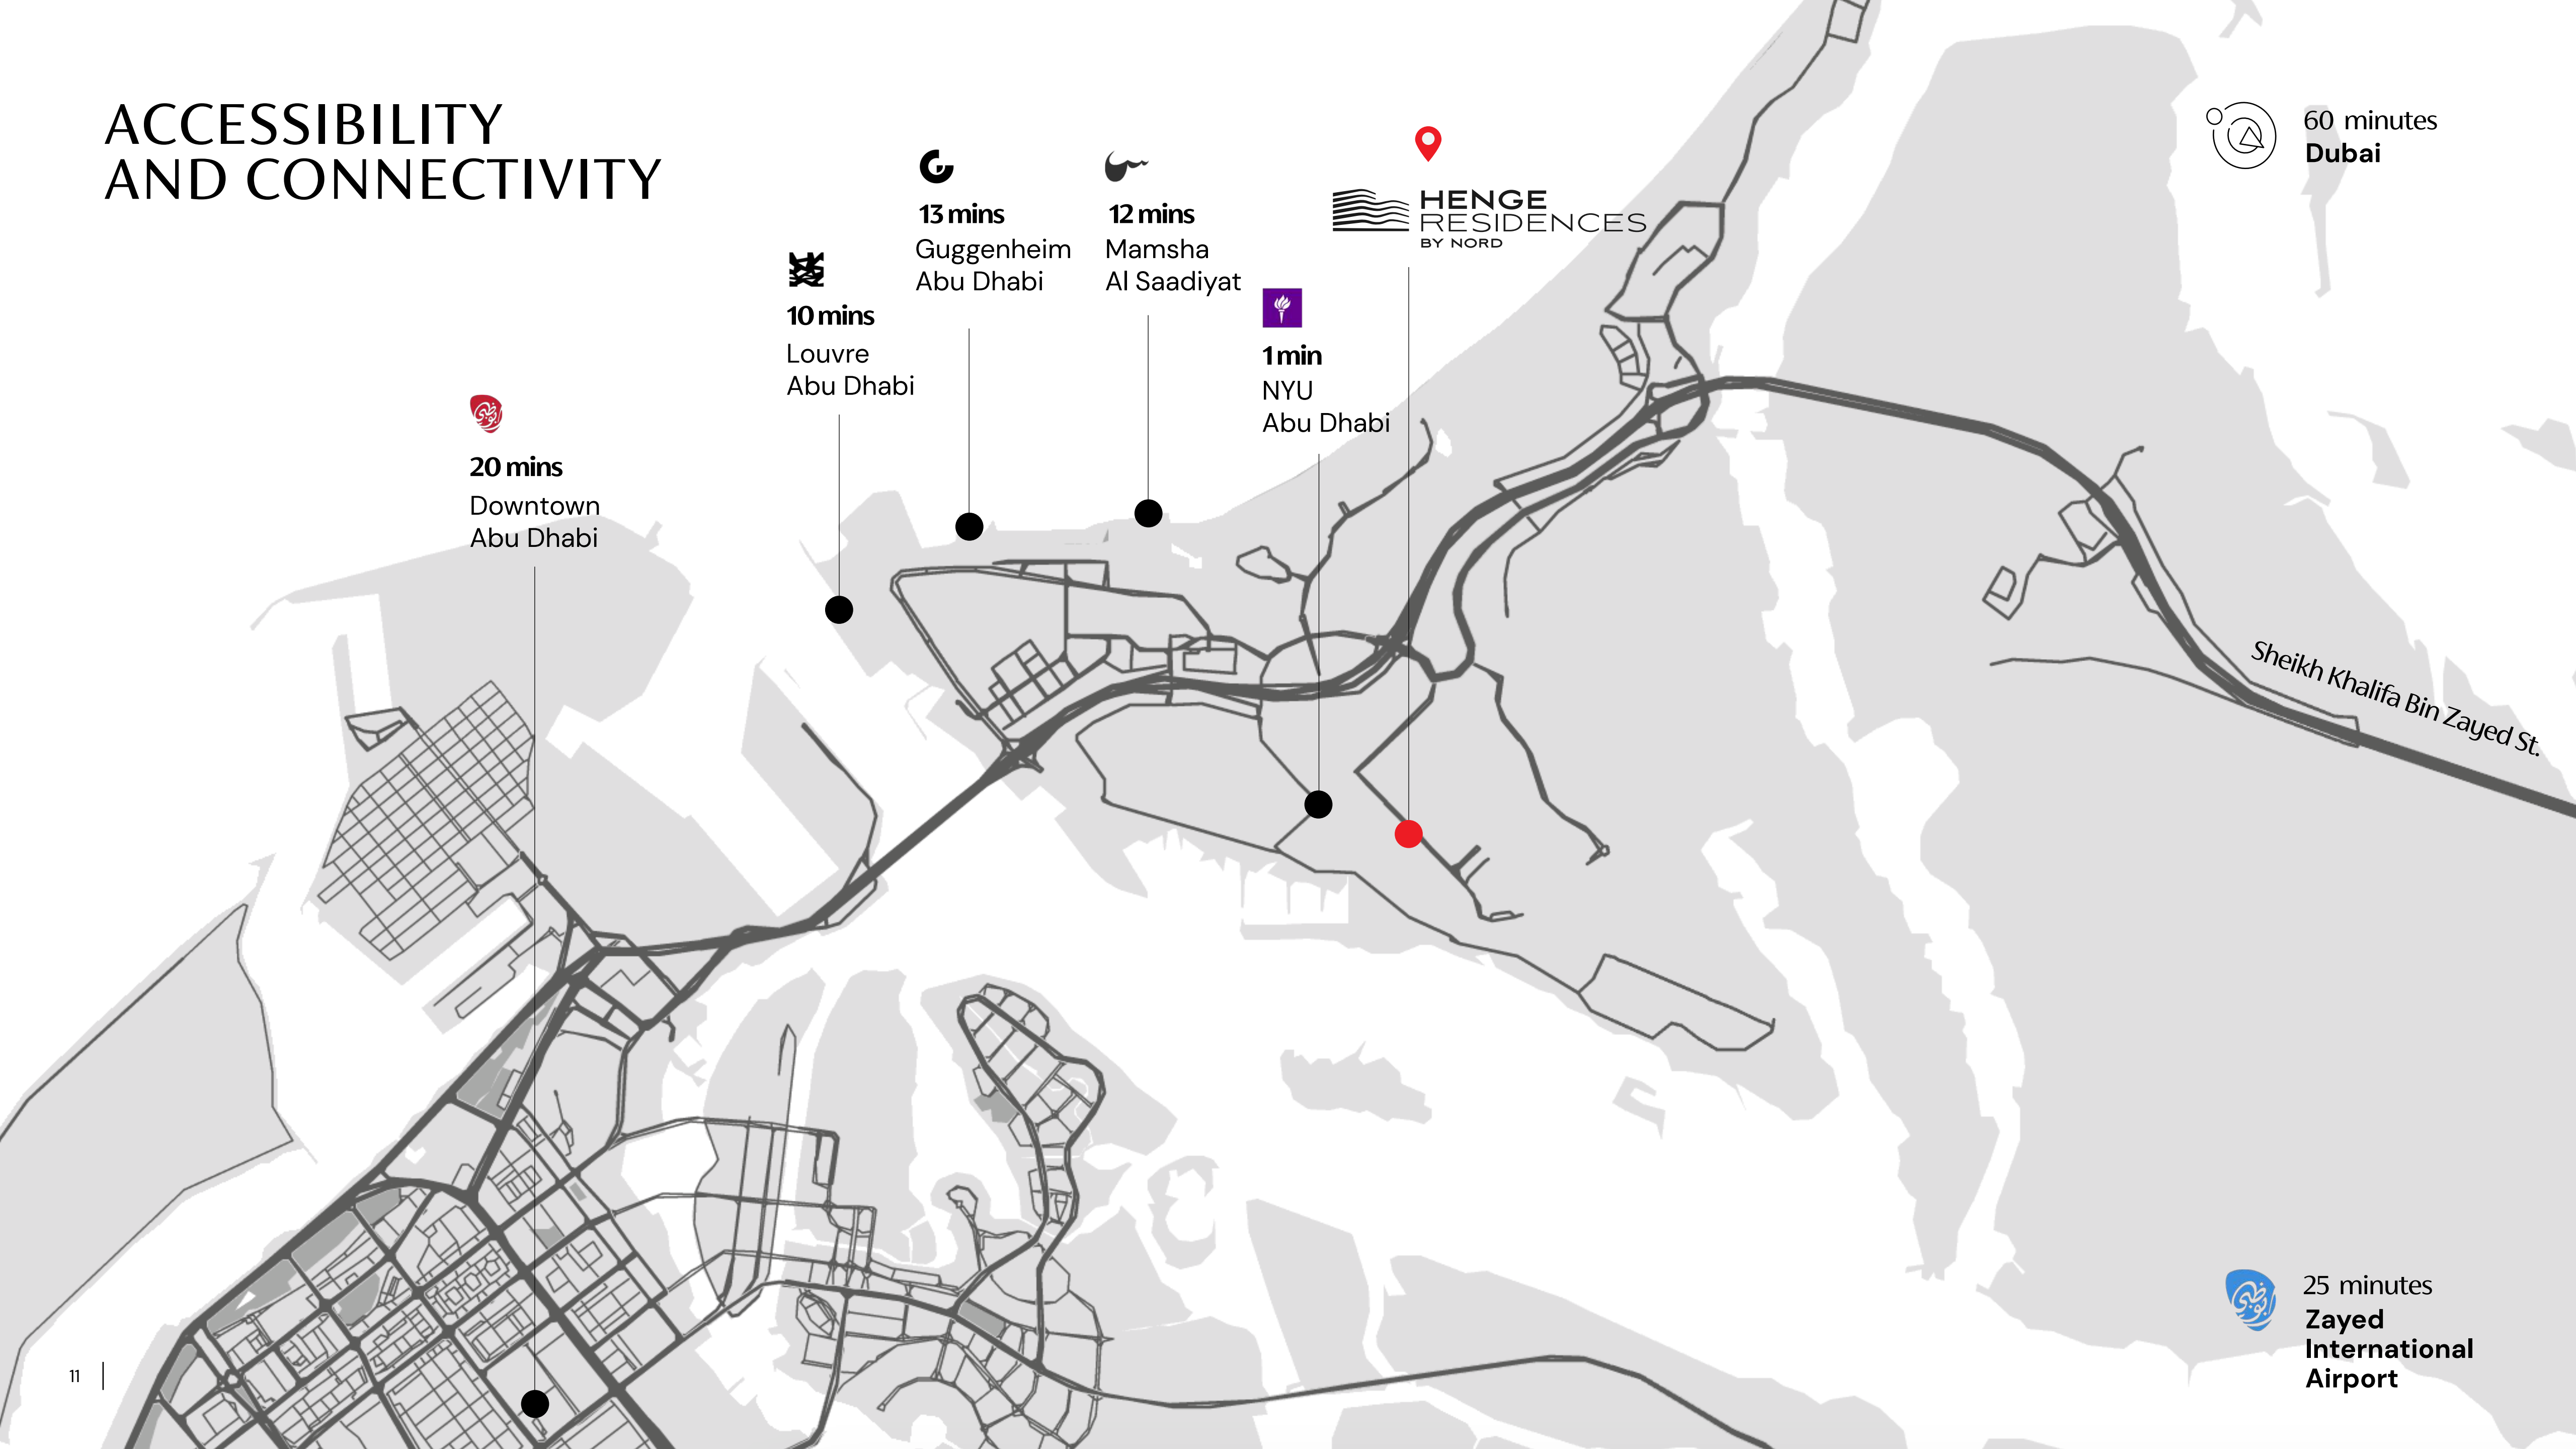 ACCESSIBILITY
AND CONNECTIVITY
60 minutes
Dubai
HENGE
RESIDENCES
BY NORD
13 mins
Guggenheim
Abu Dhabi
12 mins
Mamsha
Al Saadiyat
10 mins
Louvre
Abu Dhabi
1 min
NYU
Abu Dhabi
20 mins
Downtown
Abu Dhabi
Sheikh Khalifa Bin Zayed St.
25 minutes
Zayed
International
Airport
11